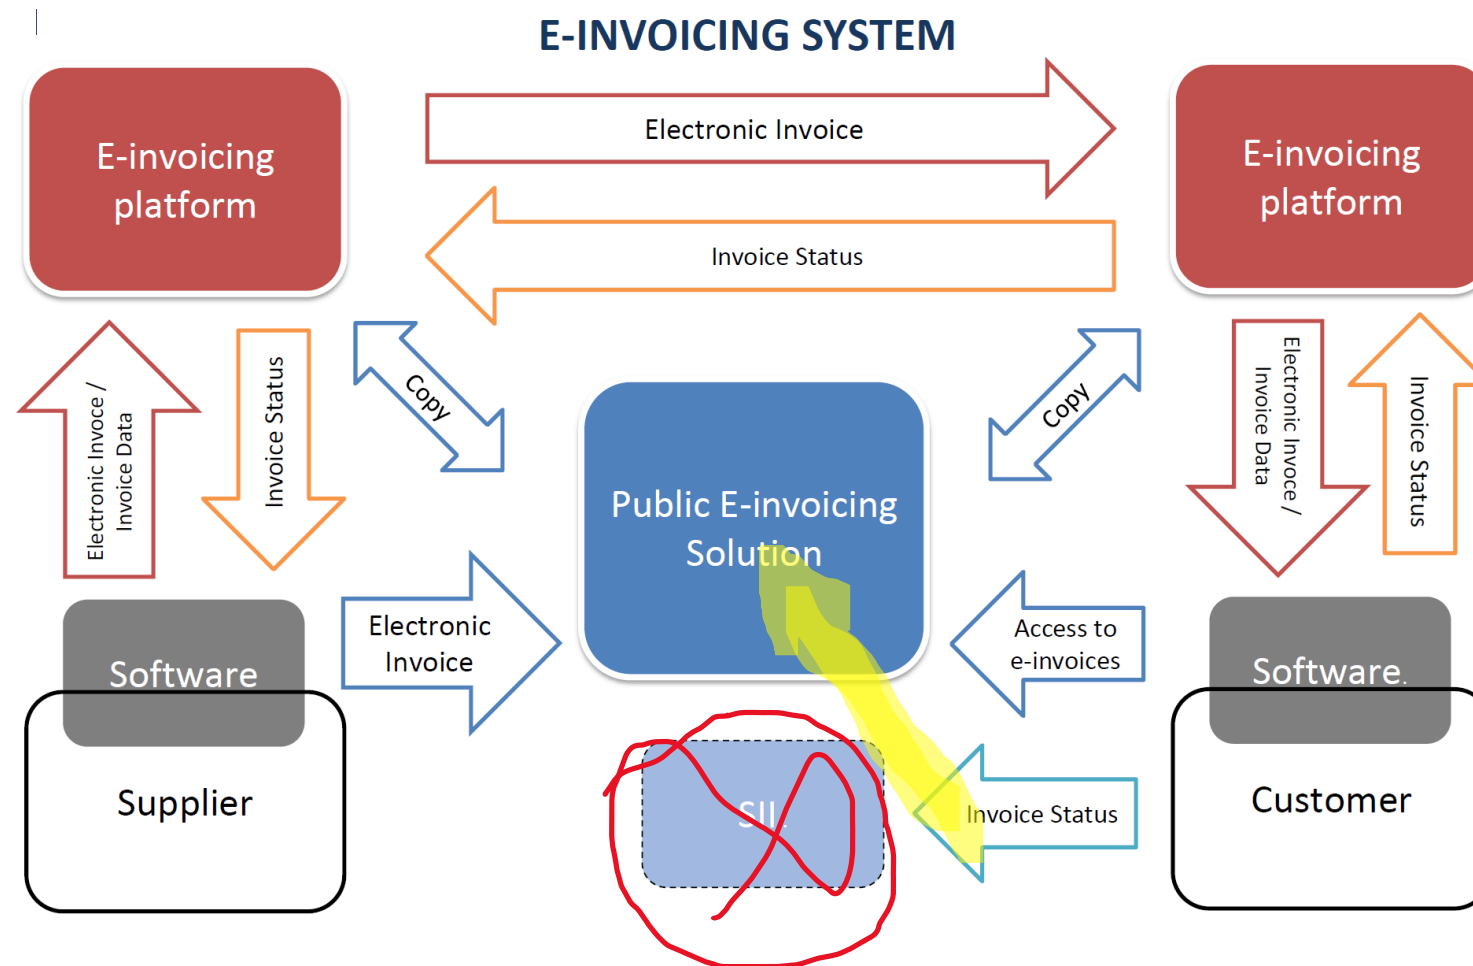 E-INVOICING SYSTEM
E-invoicing
platform
Electronic Invoice
E-invoicing
platform
Invoice Status
Electronic Invoce /
Invoice Data
Invoice Status
Copy
Public E-invoicing
Solution
Copy
Electronic Invoce /
Invoice Data
Invoice Status
Software
Electronic
Invoice
Access to
e-invoices
Software.
Supplier
SII.
Invoice Status
Customer